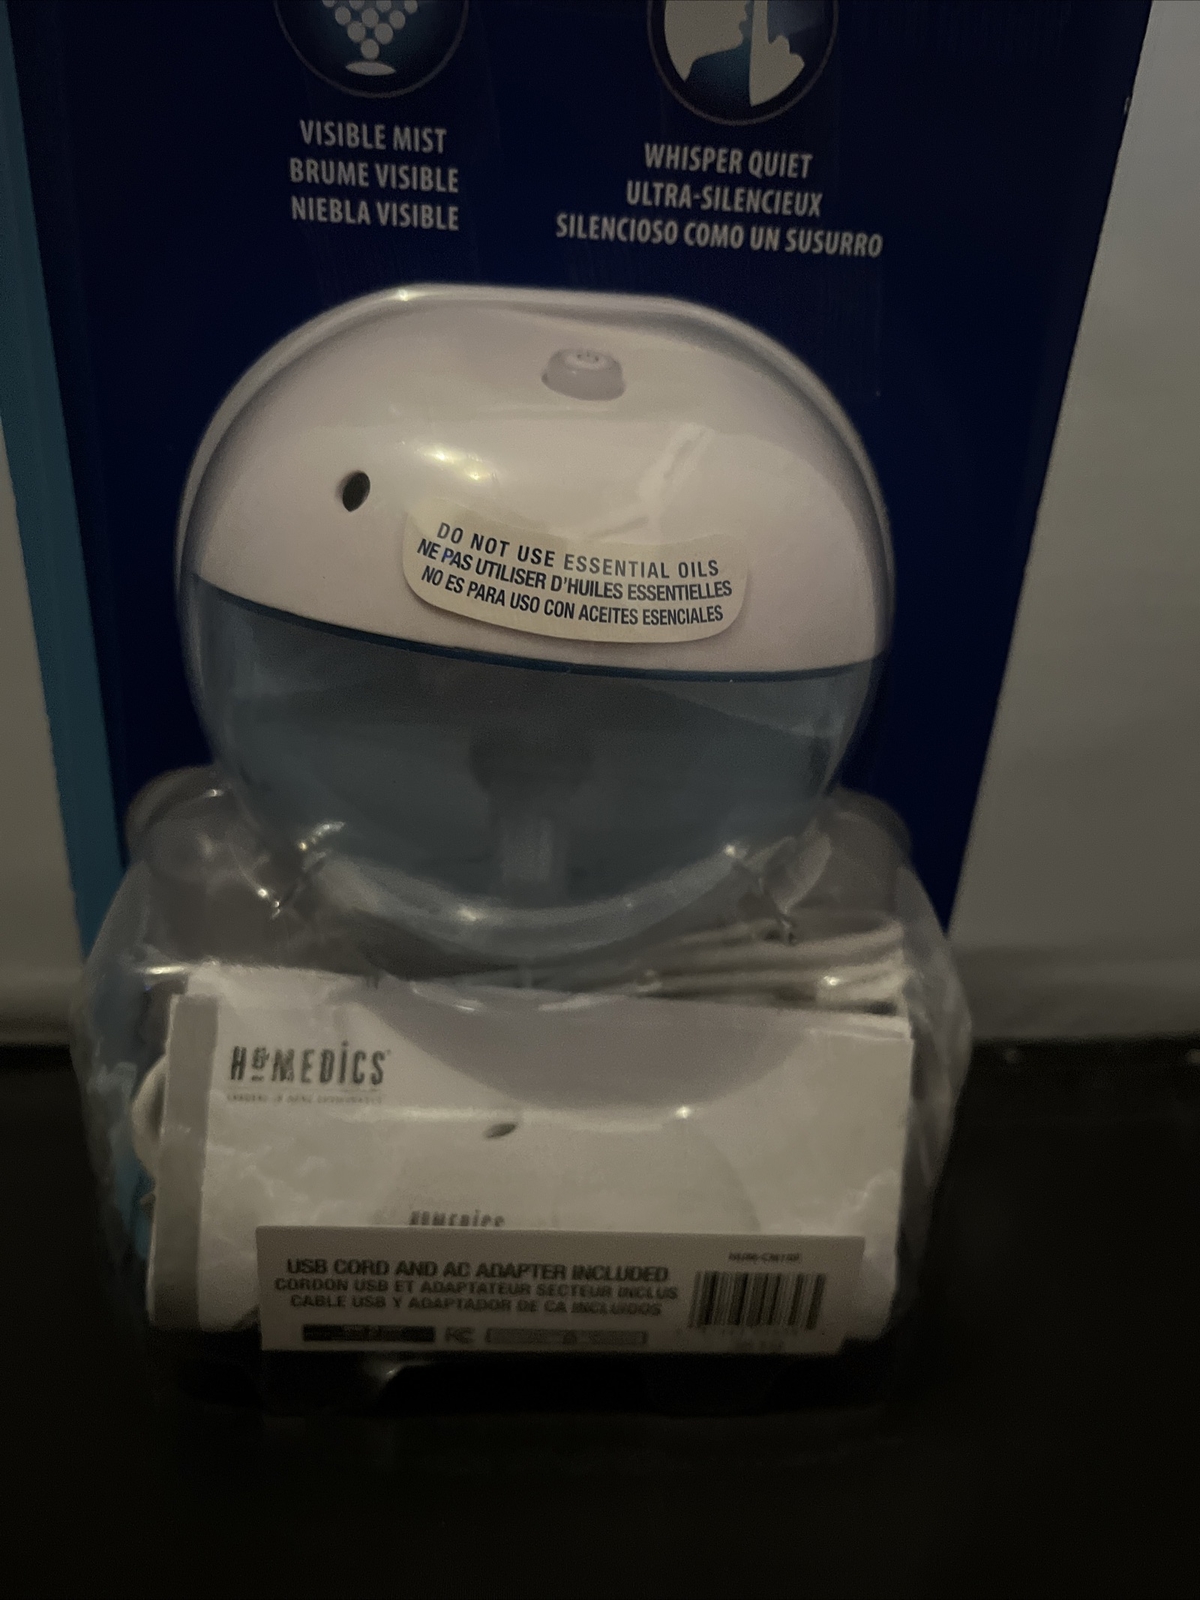 VISIBLE MIST
BRUME VISIBLE
NIEBLA VISIBLE
WHISPER QUIET
ULTRA-SILENCIEUX
SILENCIOSO COMO UN SUSURRO
DO NOT USE ESSENTIAL OILS
NE PAS UTILISER D'HUILES ESSENTIELLES
NO ES PARA USO CON ACEITES ESENCIALES
HOMEDICS
HOMEDICS
USB CORD AND AC ADAPTER INCLUDED
CORDON USB ET ADAPTATEUR SECTEUR INCLUS
CABLE USB Y ADAPTADOR DE CA INCLUIDOS
FC